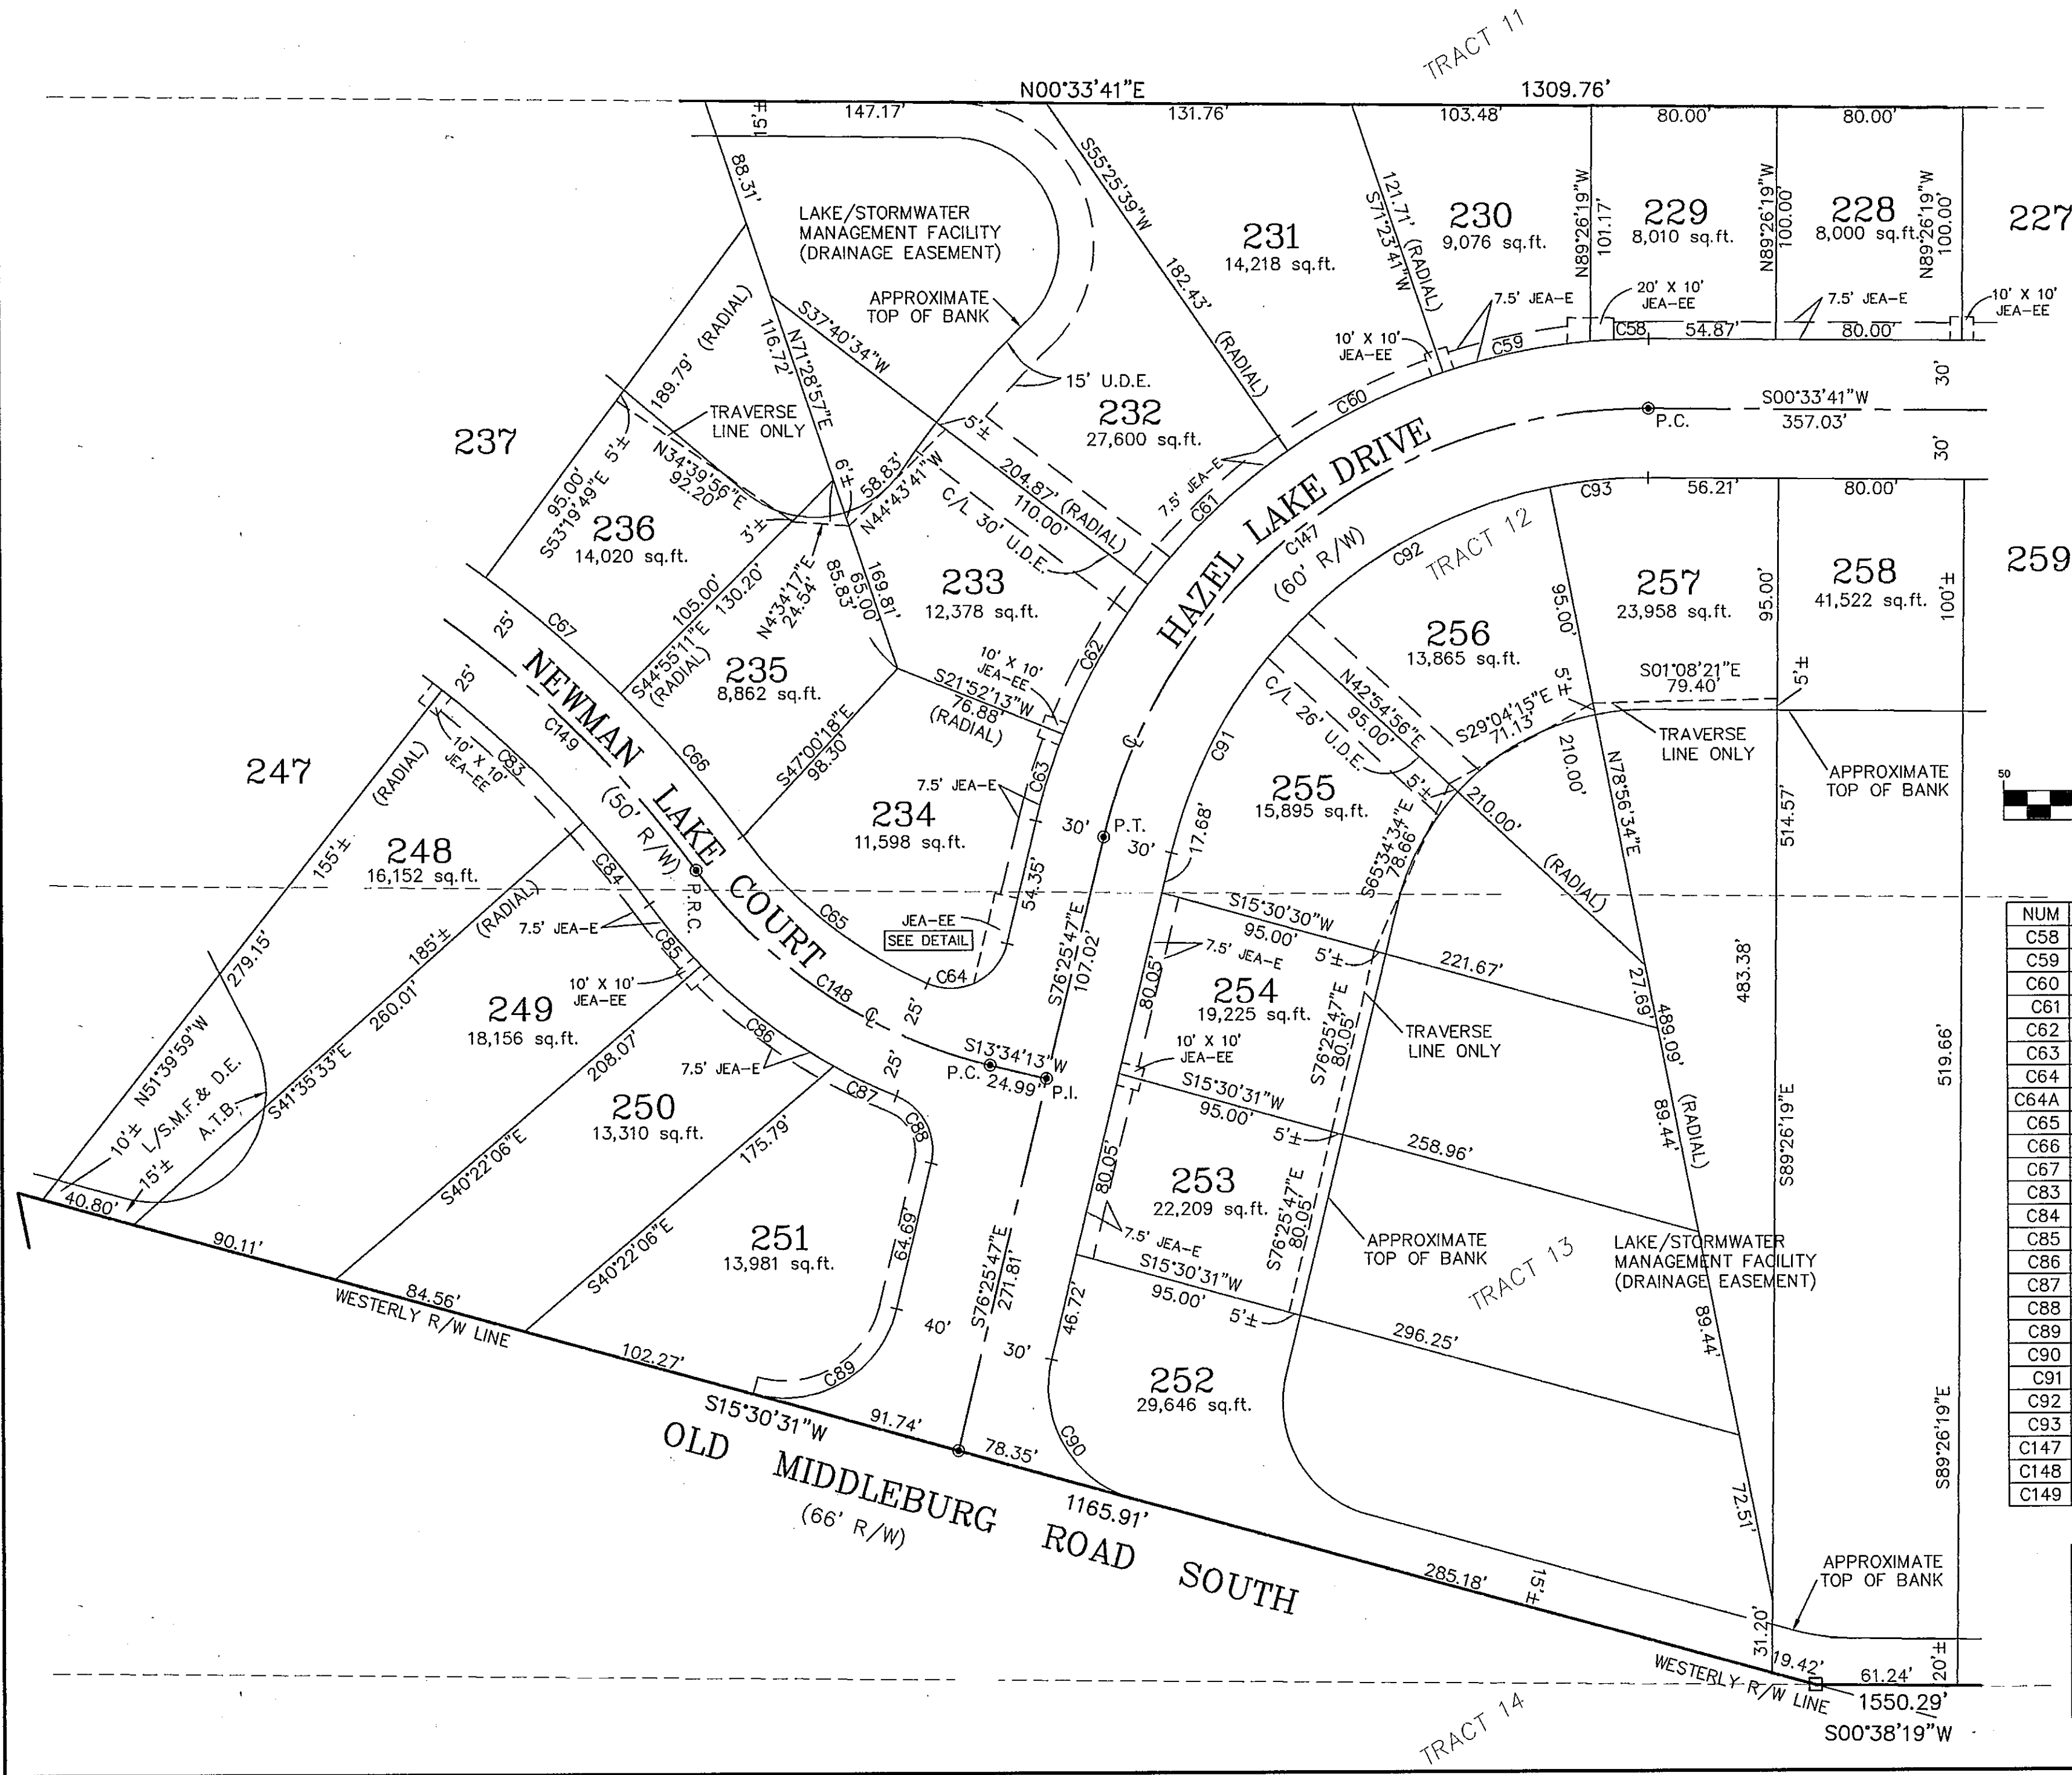 TRACT 11
N00°33'41"E
1309.76'
15'±
147.17'
131.76'
103.48'
80.00'
80.00'
88.31'
LAKE/STORMWATER
MANAGEMENT FACILITY
(DRAINAGE EASEMENT)
APPROXIMATE
TOP OF BANK
S55°25'39"W
182.43'
(RADIAL)
231
14,218 sq.ft.
121.71' (RADIAL)
S71°23'41"W
230
9,076 sq.ft.
N89°26'19"W
101.17'
229
8,010 sq.ft.
N89°26'19"W
100.00'
228
8,000 sq.ft.
N89°26'19"W
100.00'
227
7.5' JEA-E
20' X 10'
JEA-EE
7.5' JEA-E
10' X 10'
JEA-EE
10' X 10'
JEA-EE
C59
C58
54.87'
80.00'
C60
30'
S00°33'41"W
357.03'
P.C.
30'
189.79' (RADIAL)
S37°40'34"W
N71°28'57"E
116.72'
15' U.D.E.
232
27,600 sq.ft.
TRAVERSE
LINE ONLY
237
5'±
N34°39'56"E
92.20'
95.00'
S53°19'49"E
236
14,020 sq.ft.
3'±
6'±
58.83'
N44°43'41"W
5'±
204.87' (RADIAL)
110.00'
C/L 30' U.D.E.
7.5' JEA-E
C61
HAZEL LAKE DRIVE
C147
(60' R/W)
C93
56.21'
80.00'
C92
TRACT 12
95.00'
257
23,958 sq.ft.
95.00'
258
41,522 sq.ft.
100'±
259
105.00'
130.20'
S44°55'11"E
(RADIAL)
N4°34'17"E
24.54'
169.81'
65.00'
85.83'
233
12,378 sq.ft.
10' X 10'
JEA-EE
C62
256
13,865 sq.ft.
S01°08'21"E
79.40'
5'±
5'±
C67
25'
25'
NEWMAN LAKE COURT
(50' R/W)
C149
235
8,862 sq.ft.
S21°52'13"W
76.88'
(RADIAL)
N42°54'56"E
95.00'
C/L 26' U.D.E.
S29°04'15"E
71.13'
TRAVERSE
LINE ONLY
C66
S47°00'18"E
98.30'
C91
5'±
210.00'
N78°56'34"E
APPROXIMATE
TOP OF BANK
50
247
(RADIAL)
10' X 10'
JEA-EE
C83
7.5' JEA-E
C63
234
11,598 sq.ft.
30'
P.T.
30'
17.68'
255
15,895 sq.ft.
S65°34'34"E
78.66'
210.00'
(RADIAL)
514.57'
155'±
248
16,152 sq.ft.
C84
P.R.C.
C65
54.35'
7.5' JEA-E
C85
JEA-EE
SEE DETAIL
C64
S15°30'30"W
95.00'
5'±
221.67'
27.69'
489.09'
483.38'
279.15'
185'±
(RADIAL)
10' X 10'
JEA-EE
C148
℄
℄
25'
S76°25'47"E
107.02'
80.05'
7.5' JEA-E
254
19,225 sq.ft.
S76°25'47"E
80.05'
TRAVERSE
LINE ONLY
260.01'
249
18,156 sq.ft.
C86
7.5' JEA-E
25'
S13°34'13"W
P.C.
24.99'
P.I.
10' X 10'
JEA-EE
S15°30'31"W
95.00'
5'±
258.96'
89.44'
(RADIAL)
519.66'
N51°39'59"W
S41°35'33"E
208.07'
C87
C88
S89°26'19"E
10'±
L/S.M.F.& D.E.
A.T.B.
15'±
250
13,310 sq.ft.
175.79'
80.05'
253
22,209 sq.ft.
S76°25'47"E
80.05'
40.80'
S40°22'06"E
90.11'
S40°22'06"E
251
13,981 sq.ft.
64.69'
7.5' JEA-E
S15°30'31"W
95.00'
5'±
APPROXIMATE
TOP OF BANK
TRACT 13
LAKE/STORMWATER
MANAGEMENT FACILITY
(DRAINAGE EASEMENT)
84.56'
WESTERLY R/W LINE
S76°25'47"E
271.81'
46.72'
40'
30'
296.25'
89.44'
102.27'
C89
252
29,646 sq.ft.
S15°30'31"W
91.74'
78.35'
C90
S89°26'19"E
OLD MIDDLEBURG ROAD SOUTH
(66' R/W)
1165.91'
72.51'
285.18'
15'±
APPROXIMATE
TOP OF BANK
31.20'
19.42'
61.24'
20'±
WESTERLY R/W LINE
1550.29'
S00°38'19"W
TRACT 14
NUM
C58
C59
C60
C61
C62
C63
C64
C64A
C65
C66
C67
C83
C84
C85
C86
C87
C88
C89
C90
C91
C92
C93
C147
C148
C149